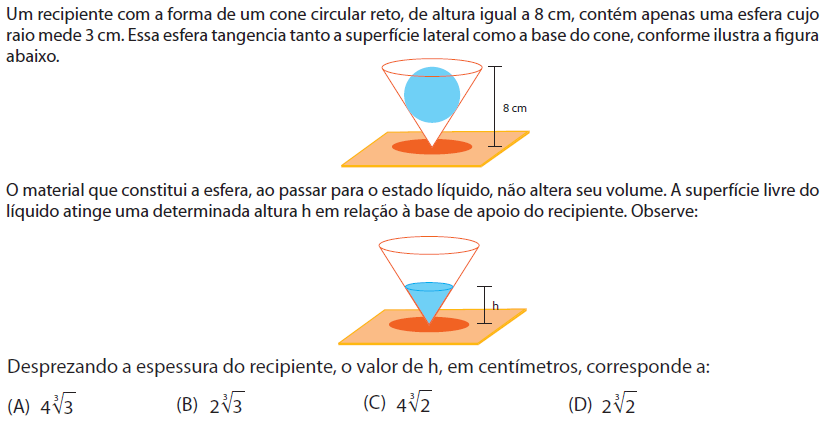 Um recipiente com a forma de um cone circular reto, de altura igual a 8 cm, contém apenas uma esfera cujo
raio mede 3 cm. Essa esfera tangencia tanto a superfície lateral como a base do cone, conforme ilustra a figura
abaixo.
8 cm
O material que constitui a esfera, ao passar para o estado líquido, não altera seu volume. A superfície livre do
líquido atinge uma determinada altura h em relação à base de apoio do recipiente. Observe:
h
Desprezando a espessura do recipiente, o valor de h, em centímetros, corresponde a:
(A) 4∛3 (B) 2∛3 (C) 4∛2 (D) 2∛2